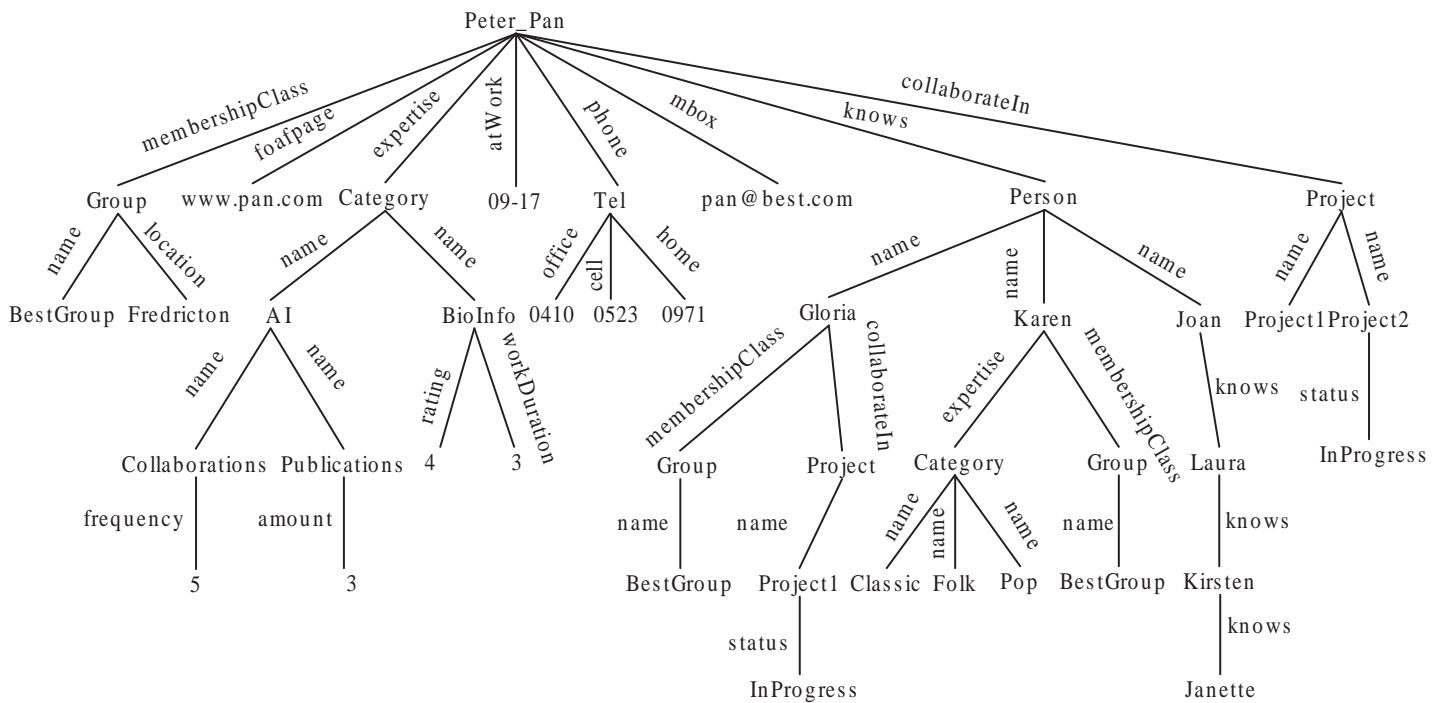 Peter_Pan
membershipClass
foafpage
expertise
atWork
phone
mbox
knows
collaborateIn
Group
www.pan.com
Category
09-17
Tel
pan@best.com
Person
Project
name
location
name
name
office
cell
home
name
name
name
name
name
BestGroup
Fredricton
AI
BioInfo
0410
0523
0971
Gloria
Karen
Joan
Project1
Project2
name
name
rating
workDuration
membershipClass
collaborateIn
expertise
membershipClass
knows
status
Collaborations
Publications
4
3
Group
Project
Category
Group
Laura
InProgress
frequency
amount
name
name
name
name
name
name
knows
5
3
BestGroup
Project1
Classic
Folk
Pop
BestGroup
Kirsten
status
knows
InProgress
Janette